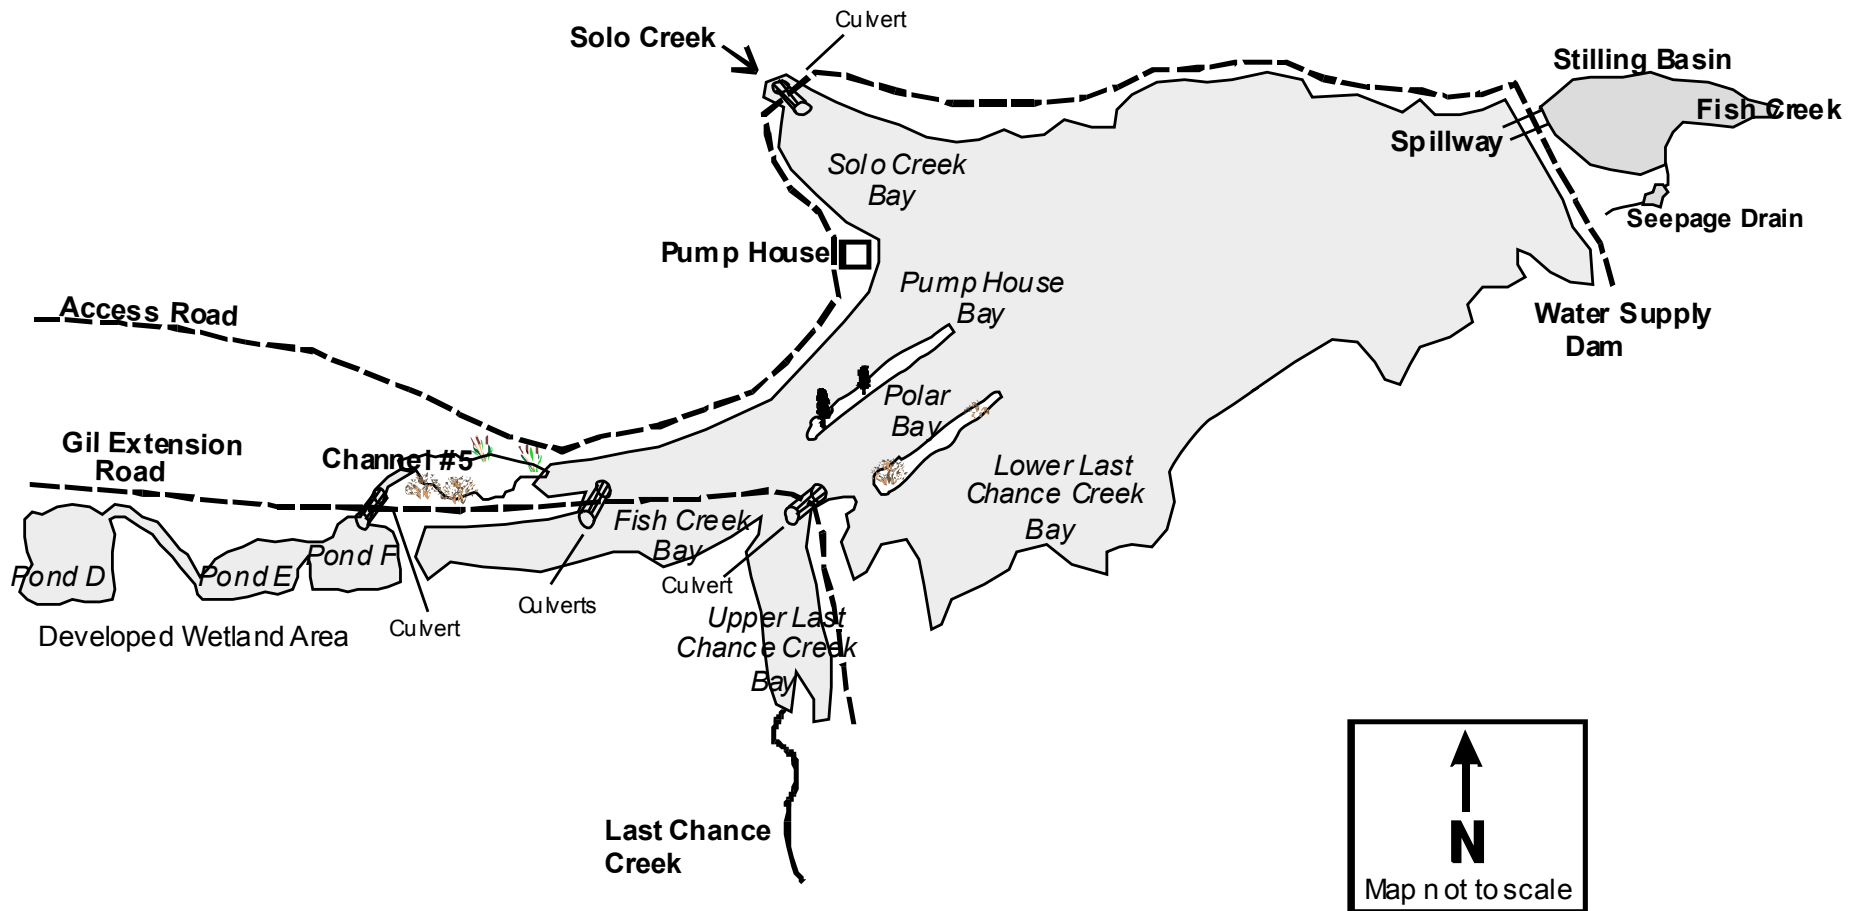 Culvert
Solo Creek
Stilling Basin
Fish Creek
Spillway
Solo Creek
Bay
Seepage Drain
Pump House
Pump House
Bay
Access Road
Water Supply
Dam
Polar
Bay
Gil Extension
Road
Channel #5
Lower Last
Chance Creek
Bay
Fish Creek
Bay
Pond D
Pond E
Pond F
Culvert
Culverts
Culvert
Developed Wetland Area
Upper Last
Chance Creek
Bay
Last Chance
Creek
N
Map not to scale